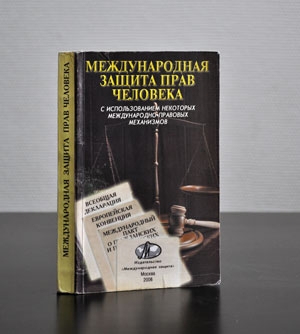 МЕЖДУНАРОДНАЯ ЗАЩИТА ПРАВ ЧЕЛОВЕКА
МЕЖДУНАРОДНАЯ
ЗАЩИТА ПРАВ
ЧЕЛОВЕКА
С ИСПОЛЬЗОВАНИЕМ НЕКОТОРЫХ
МЕЖДУНАРОДНО-ПРАВОВЫХ
МЕХАНИЗМОВ
ВСЕОБЩАЯ
ДЕКЛАРАЦИЯ
ЕВРОПЕЙСКАЯ
КОНВЕНЦИЯ
МЕЖДУНАРОДНЫЙ
ПАКТ
Издательство
«Международная защита»
Москва
2008